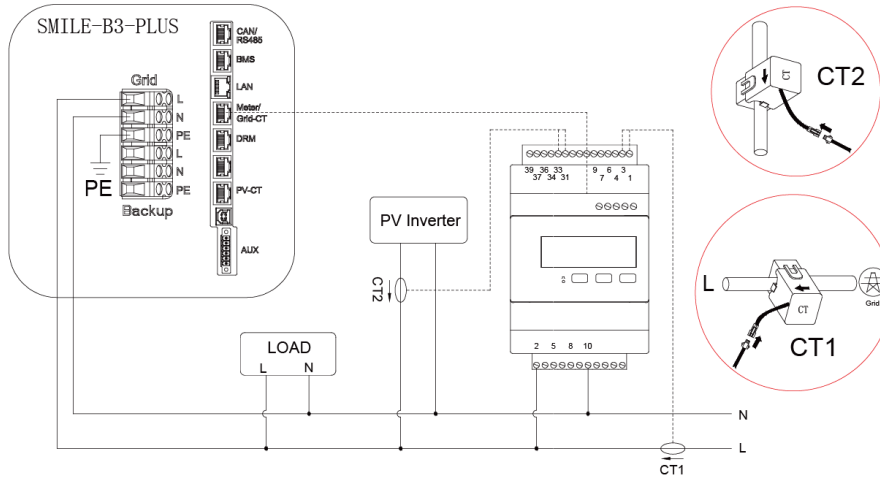 SMILE-B3-PLUS
CAN/
RS485
BMS
LAN
Meter/
Grid-CT
DRM
PV-CT
AUX
Grid
L
N
PE
L
N
PE
Backup
PE
PV Inverter
CT2
LOAD
L N
39 36 33 9 6 3
37 34 31 7 4 1
2 5 8 10
N
L
CT1
CT
CT2
L
CT
Grid
CT1